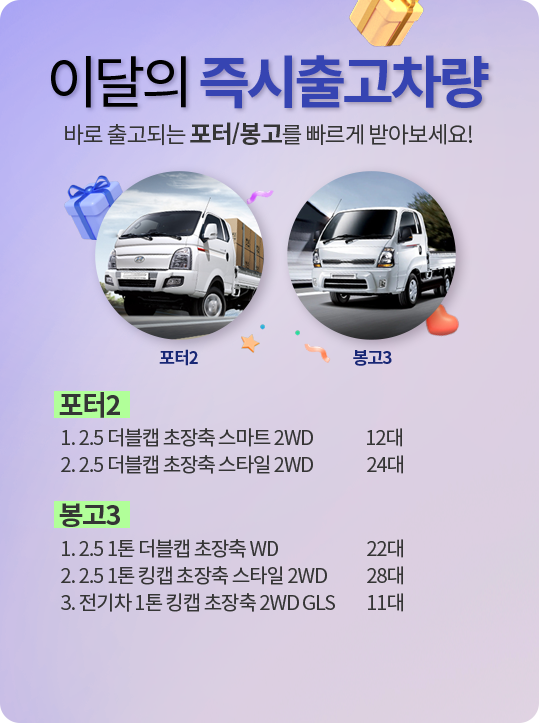 이달의 즉시출고차량
바로 출고되는 포터/봉고를 빠르게 받아보세요!
포터2 봉고3
포터2
1. 2.5 더블캡 초장축 스마트 2WD 12대
2. 2.5 더블캡 초장축 스타일 2WD 24대
봉고3
1. 2.5 1톤 더블캡 초장축 WD 22대
2. 2.5 1톤 킹캡 초장축 스타일 2WD 28대
3. 전기차 1톤 킹캡 초장축 2WD GLS 11대